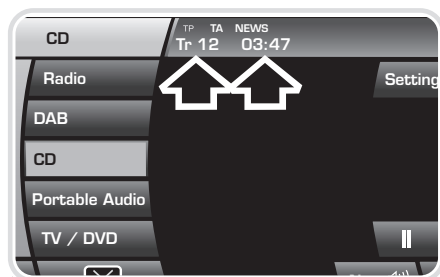 CD
TP TA NEWS
Tr 12 03:47
Radio
Setting
DAB
CD
Portable Audio
TV / DVD